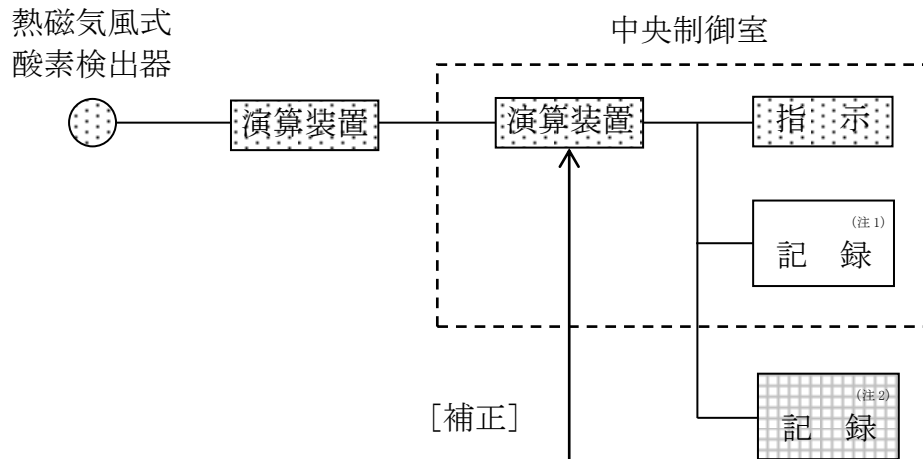 熱磁気風式
酸素検出器
中央制御室
演算装置
演算装置
指 示
(注1)
記 録
(注2)
記 録
[補正]